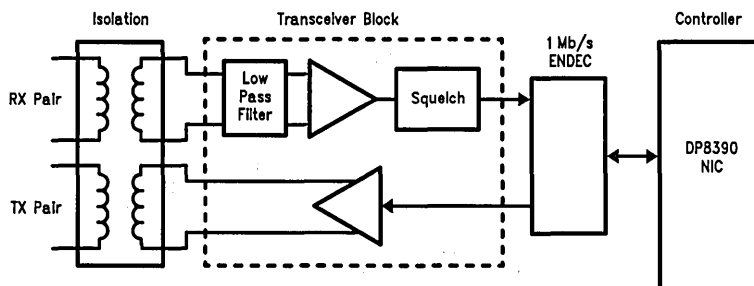 Isolation
Transceiver Block
Controller
1 Mb/s
ENDEC
RX Pair
Low
Pass
Filter
Squelch
DP8390
NIC
TX Pair